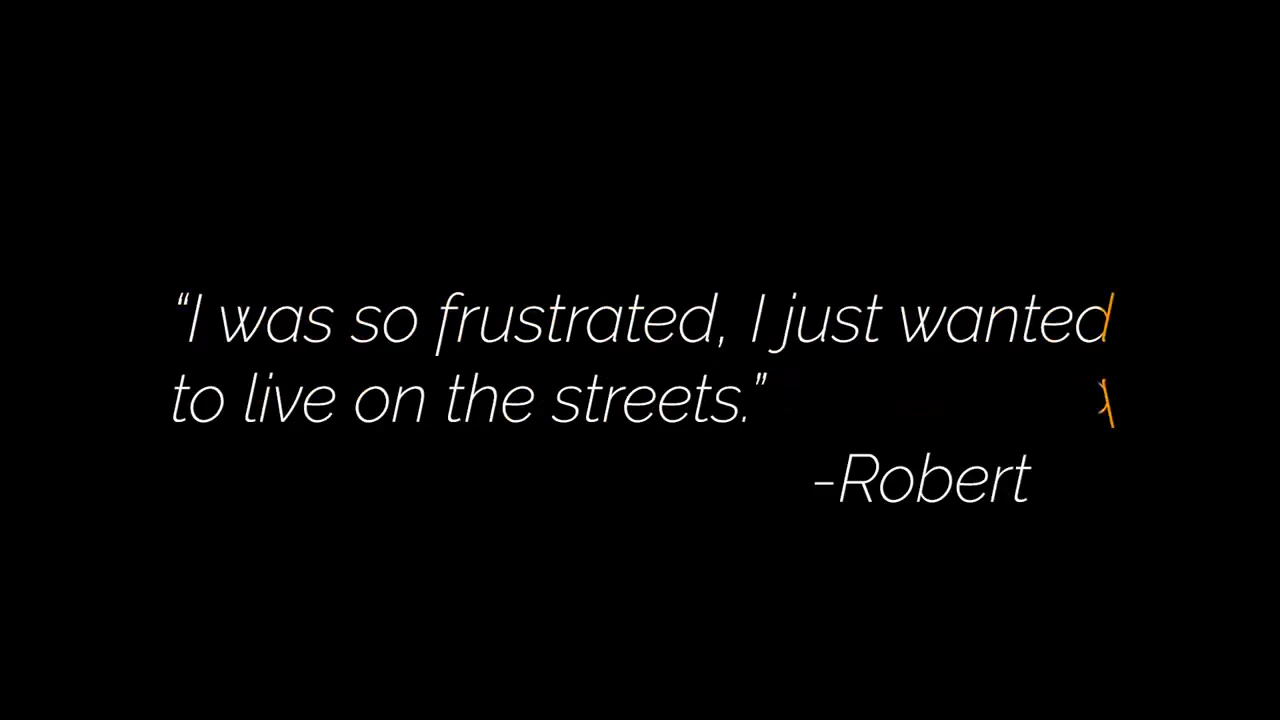 “I was so frustrated, I just wanted
to live on the streets.”
-Robert